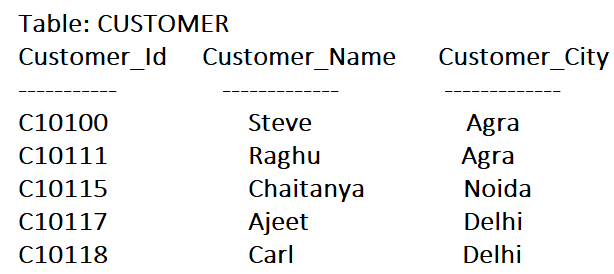 Table: CUSTOMER
Customer_Id Customer_Name Customer_City
----------- ------------- -------------
C10100 Steve Agra
C10111 Raghu Agra
C10115 Chaitanya Noida
C10117 Ajeet Delhi
C10118 Carl Delhi